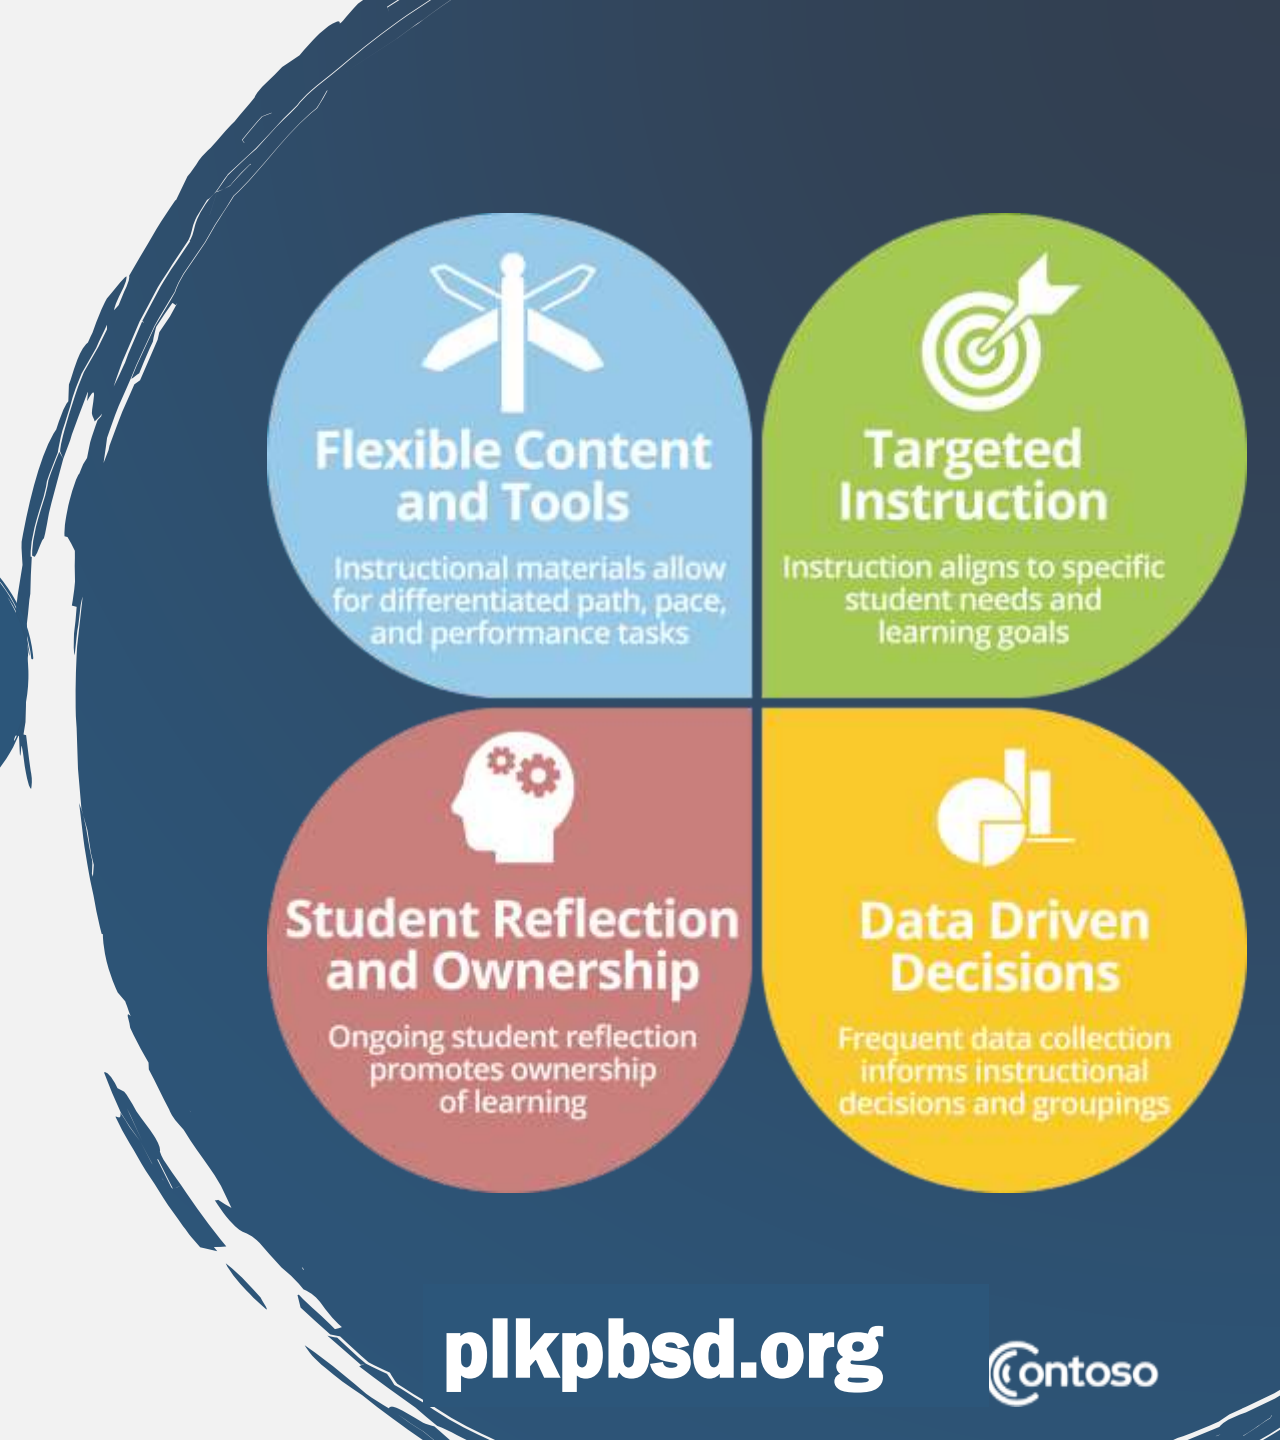 Flexible Content
and Tools
Instructional materials allow
for differentiated path, pace,
and performance tasks
Targeted
Instruction
Instruction aligns to specific
student needs and
learning goals
Student Reflection
and Ownership
Ongoing student reflection
promotes ownership
of learning
Data Driven
Decisions
Frequent data collection
informs instructional
decisions and groupings
plkpbsd.org
Contoso